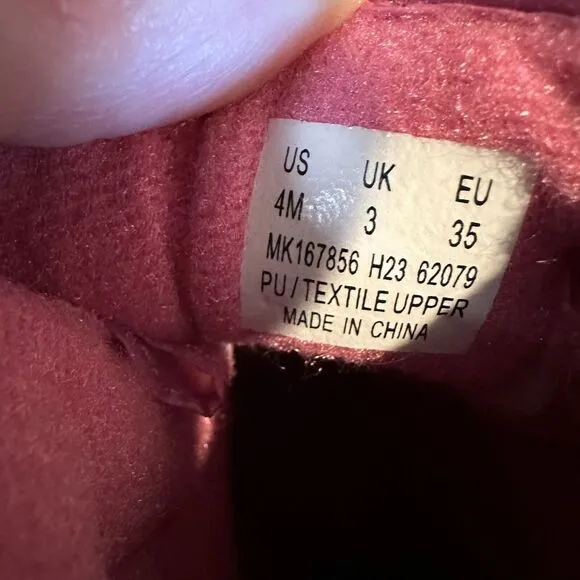 US UK EU
4M 3 35
MK167856 H23 62079
PU / TEXTILE UPPER
MADE IN CHINA